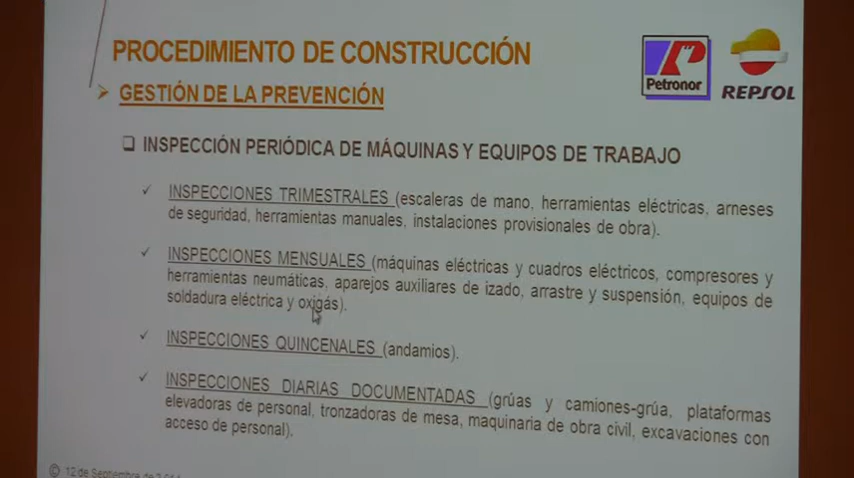 PROCEDIMIENTO DE CONSTRUCCIÓN
Petronor
REPSOL
GESTIÓN DE LA PREVENCIÓN
INSPECCIÓN PERIÓDICA DE MÁQUINAS Y EQUIPOS DE TRABAJO
INSPECCIONES TRIMESTRALES (escaleras de mano, herramientas eléctricas, arneses
de seguridad, herramientas manuales, instalaciones provisionales de obra).
INSPECCIONES MENSUALES (máquinas eléctricas y cuadros eléctricos, compresores y
herramientas neumáticas, aparejos auxiliares de izado, arrastre y suspensión, equipos de
soldadura eléctrica y oxigás).
INSPECCIONES QUINCENALES (andamios).
INSPECCIONES DIARIAS DOCUMENTADAS (grúas y camiones-grúa, plataformas
elevadoras de personal, tronzadoras de mesa, maquinaria de obra civil, excavaciones con
acceso de personal).
© 12 de Septiembre de